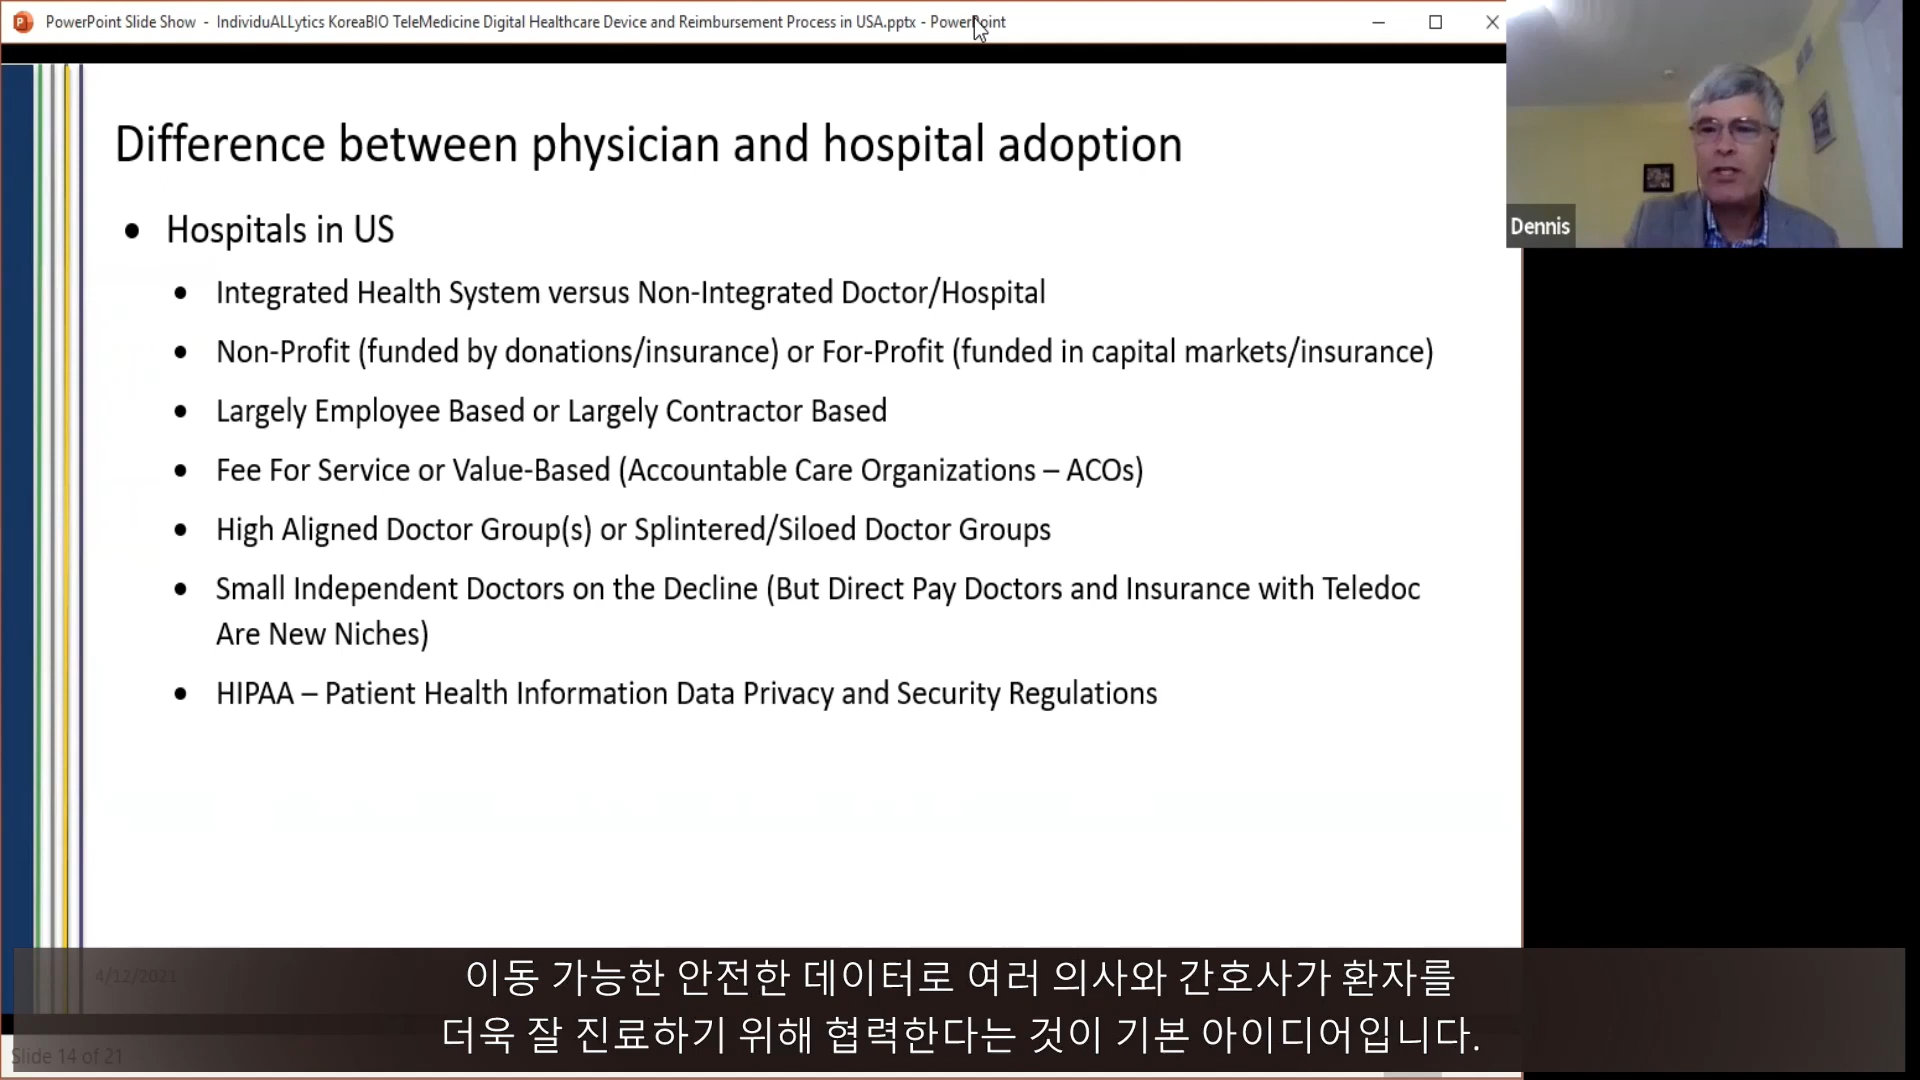 PowerPoint Slide Show - IndividuALLytics KoreaBIO TeleMedicine Digital Healthcare Device and Reimbursement Process in USA.pptx - PowerPoint
Difference between physician and hospital adoption
Dennis
• Hospitals in US
• Integrated Health System versus Non-Integrated Doctor/Hospital
• Non-Profit (funded by donations/insurance) or For-Profit (funded in capital markets/insurance)
• Largely Employee Based or Largely Contractor Based
• Fee For Service or Value-Based (Accountable Care Organizations – ACOs)
• High Aligned Doctor Group(s) or Splintered/Siloed Doctor Groups
• Small Independent Doctors on the Decline (But Direct Pay Doctors and Insurance with Teledoc
Are New Niches)
• HIPAA – Patient Health Information Data Privacy and Security Regulations
4/12/2021
이동 가능한 안전한 데이터로 여러 의사와 간호사가 환자를
더욱 잘 진료하기 위해 협력한다는 것이 기본 아이디어입니다.
Slide 14 of 21